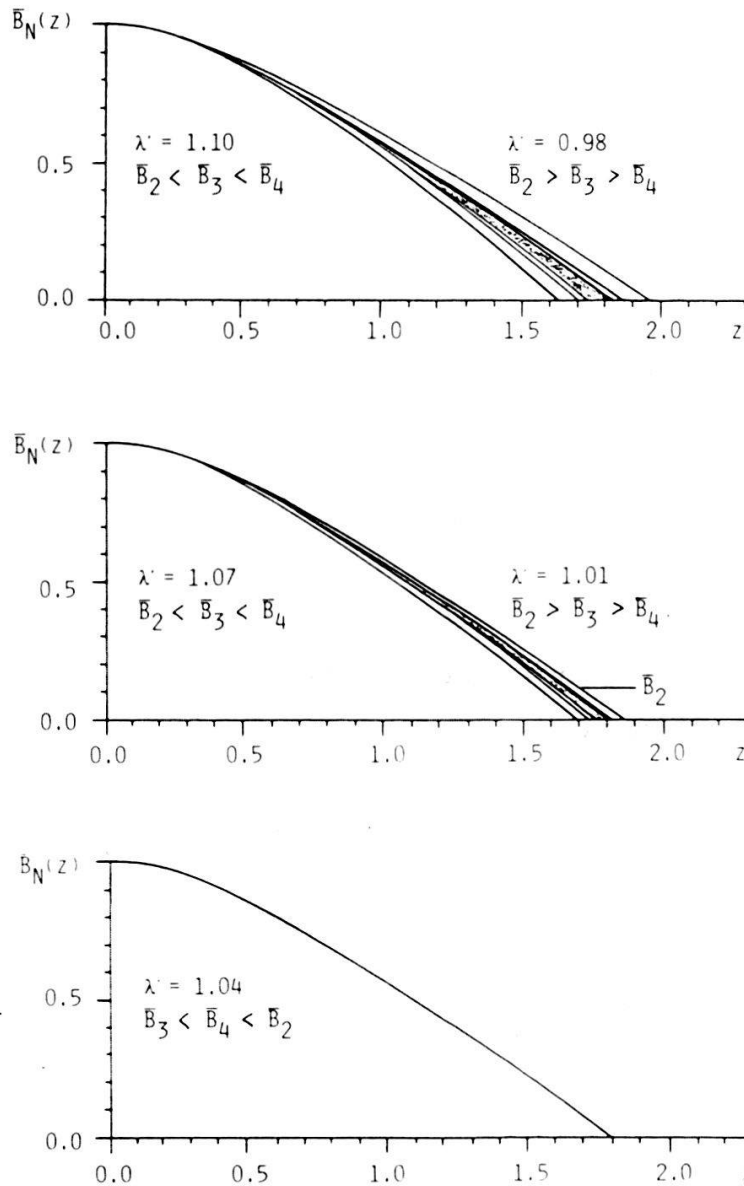 B̅_N(z)
λ' = 1.10
B̅₂ < B̅₃ < B̅₄
λ' = 0.98
B̅₂ > B̅₃ > B̅₄
0.5
0.0
0.0 0.5 1.0 1.5 2.0 z
B̅_N(z)
λ' = 1.07
B̅₂ < B̅₃ < B̅₄
λ' = 1.01
B̅₂ > B̅₃ > B̅₄
0.5
B̅₂
0.0
0.0 0.5 1.0 1.5 2.0 z
B̅_N(z)
λ' = 1.04
B̅₃ < B̅₄ < B̅₂
0.5
0.0
0.0 0.5 1.0 1.5 2.0